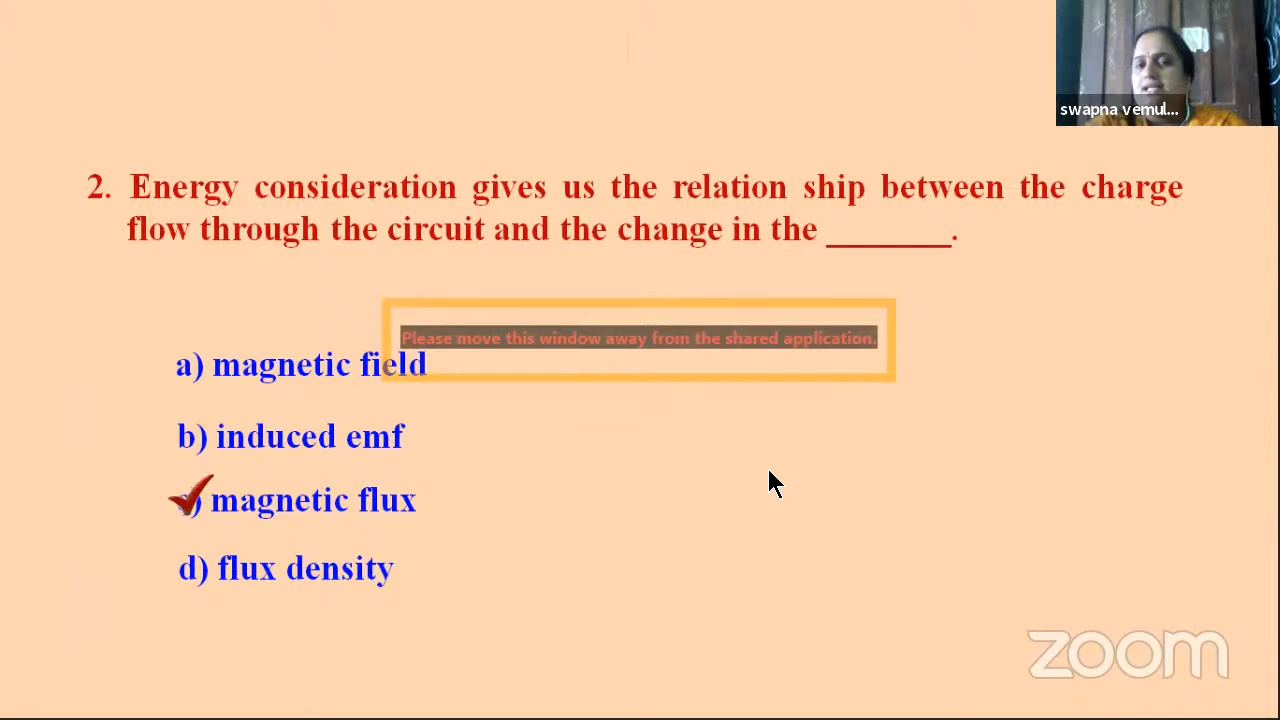 swapna vemul...
2. Energy consideration gives us the relation ship between the charge
flow through the circuit and the change in the _______.
Please move this window away from the shared application.
a) magnetic field
b) induced emf
) magnetic flux
d) flux density
zoom